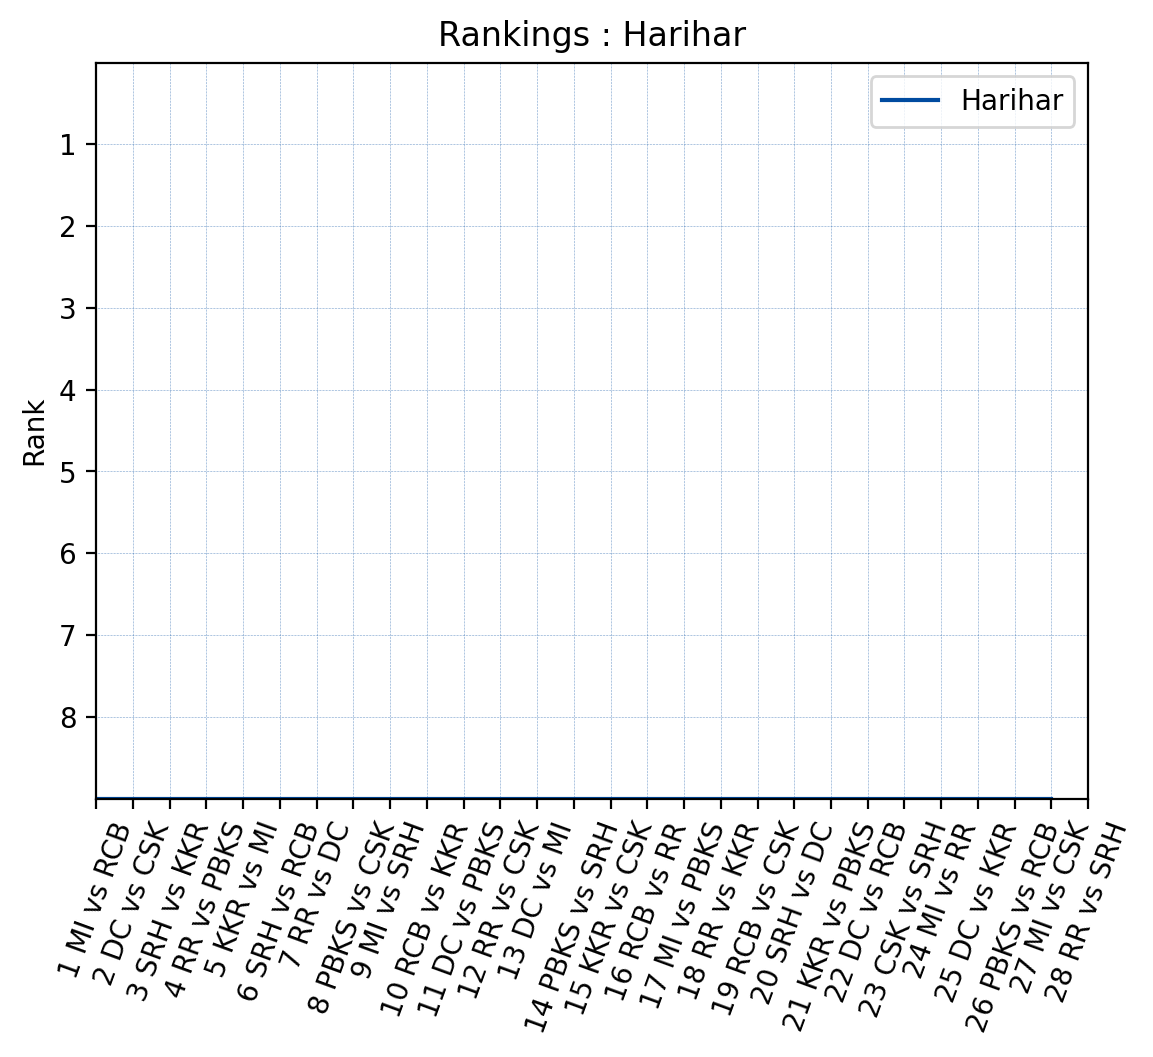 Rankings : Harihar
Harihar
Rank
1
2
3
4
5
6
7
8
1 MI vs RCB
2 DC vs CSK
3 SRH vs KKR
4 RR vs PBKS
5 KKR vs MI
6 SRH vs RCB
7 RR vs DC
8 PBKS vs CSK
9 MI vs SRH
10 RCB vs KKR
11 DC vs PBKS
12 RR vs CSK
13 DC vs MI
14 PBKS vs SRH
15 KKR vs CSK
16 RCB vs RR
17 MI vs PBKS
18 RR vs KKR
19 RCB vs CSK
20 SRH vs DC
21 KKR vs PBKS
22 DC vs RCB
23 CSK vs SRH
24 MI vs RR
25 DC vs KKR
26 PBKS vs RCB
27 MI vs CSK
28 RR vs SRH